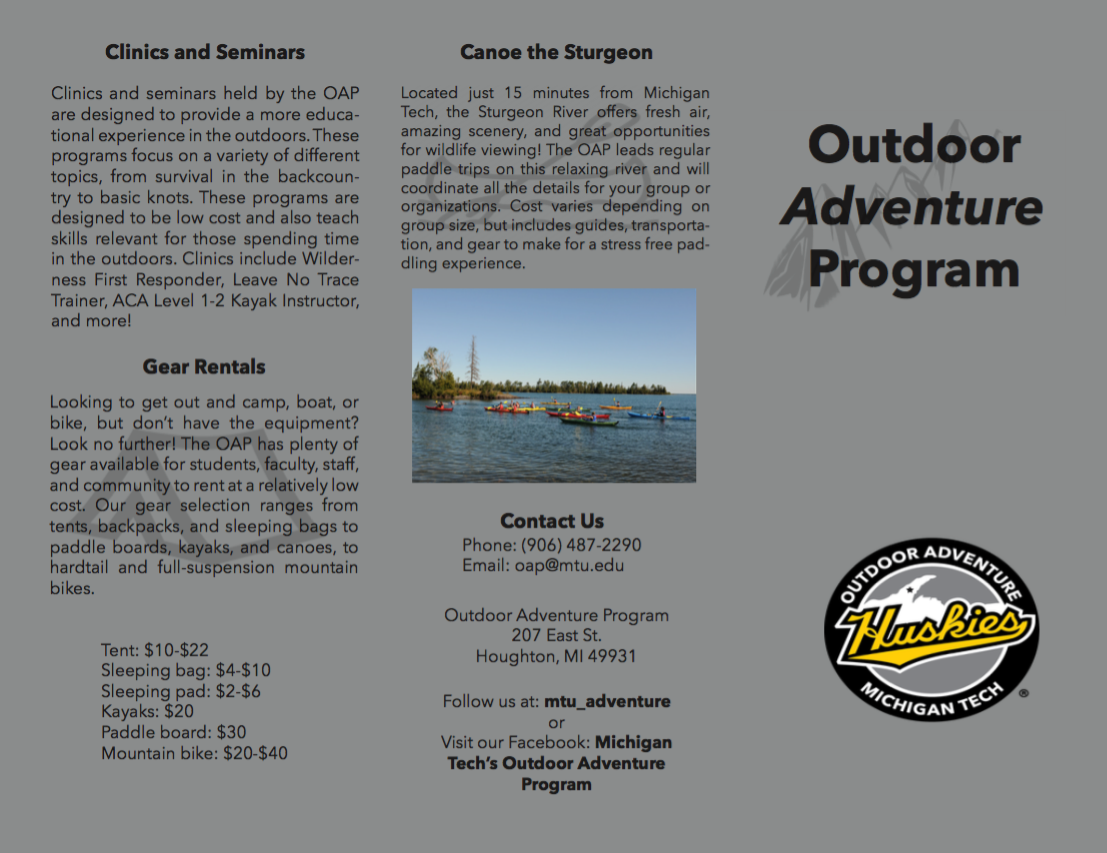 Clinics and Seminars
Clinics and seminars held by the OAP
are designed to provide a more educa-
tional experience in the outdoors. These
programs focus on a variety of different
topics, from survival in the backcoun-
try to basic knots. These programs are
designed to be low cost and also teach
skills relevant for those spending time
in the outdoors. Clinics include Wilder-
ness First Responder, Leave No Trace
Trainer, ACA Level 1-2 Kayak Instructor,
and more!
Gear Rentals
Looking to get out and camp, boat, or
bike, but don't have the equipment?
Look no further! The OAP has plenty of
gear available for students, faculty, staff,
and community to rent at a relatively low
cost. Our gear selection ranges from
tents, backpacks, and sleeping bags to
paddle boards, kayaks, and canoes, to
hardtail and full-suspension mountain
bikes.
Tent: $10-$22
Sleeping bag: $4-$10
Sleeping pad: $2-$6
Kayaks: $20
Paddle board: $30
Mountain bike: $20-$40
Canoe the Sturgeon
Located just 15 minutes from Michigan
Tech, the Sturgeon River offers fresh air,
amazing scenery, and great opportunities
for wildlife viewing! The OAP leads regular
paddle trips on this relaxing river and will
coordinate all the details for your group or
organizations. Cost varies depending on
group size, but includes guides, transporta-
tion, and gear to make for a stress free pad-
dling experience.
Contact Us
Phone: (906) 487-2290
Email: oap@mtu.edu
Outdoor Adventure Program
207 East St.
Houghton, MI 49931
Follow us at: mtu_adventure
or
Visit our Facebook: Michigan
Tech's Outdoor Adventure
Program
Outdoor
Adventure
Program
OUTDOOR ADVENTURE
Huskies
MICHIGAN TECH
®